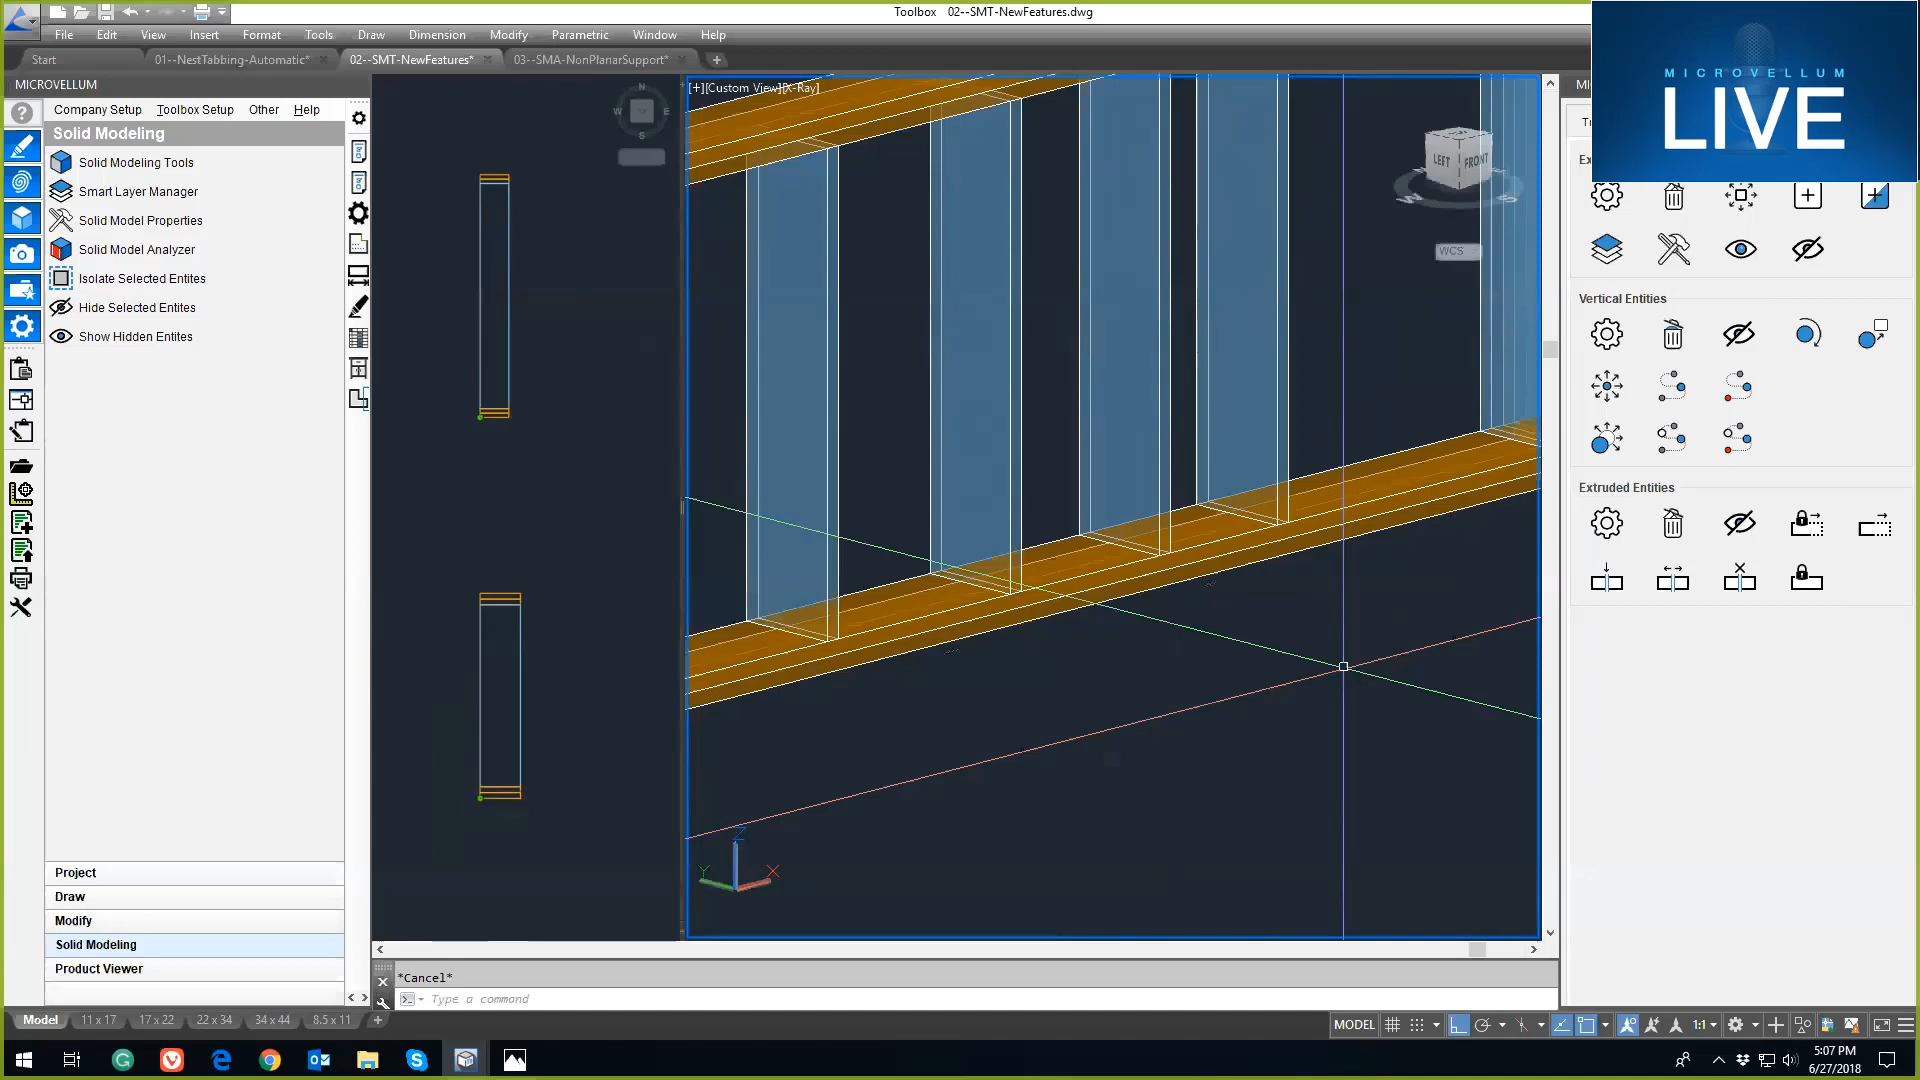 Toolbox 02--SMT-NewFeatures.dwg
File Edit View Insert Format Tools Draw Dimension Modify Parametric Window Help
Start 01--NestTabbing-Automatic* 02--SMT-NewFeatures* 03--SMA-NonPlanarSupport*
MICROVELLUM
Company Setup Toolbox Setup Other Help
Solid Modeling
Solid Modeling Tools
Smart Layer Manager
Solid Model Properties
Solid Model Analyzer
Isolate Selected Entites
Hide Selected Entites
Show Hidden Entites
Project
Draw
Modify
Solid Modeling
Product Viewer
N
W E
S
[+][Custom View][X-Ray]
LEFT FRONT
WCS
Z
Y X
MICROVELLUM
LIVE
Vertical Entities
Extruded Entities
*Cancel*
Type a command
Model 11 x 17 17 x 22 22 x 34 34 x 44 8.5 x 11
MODEL 1:1
5:07 PM
6/27/2018